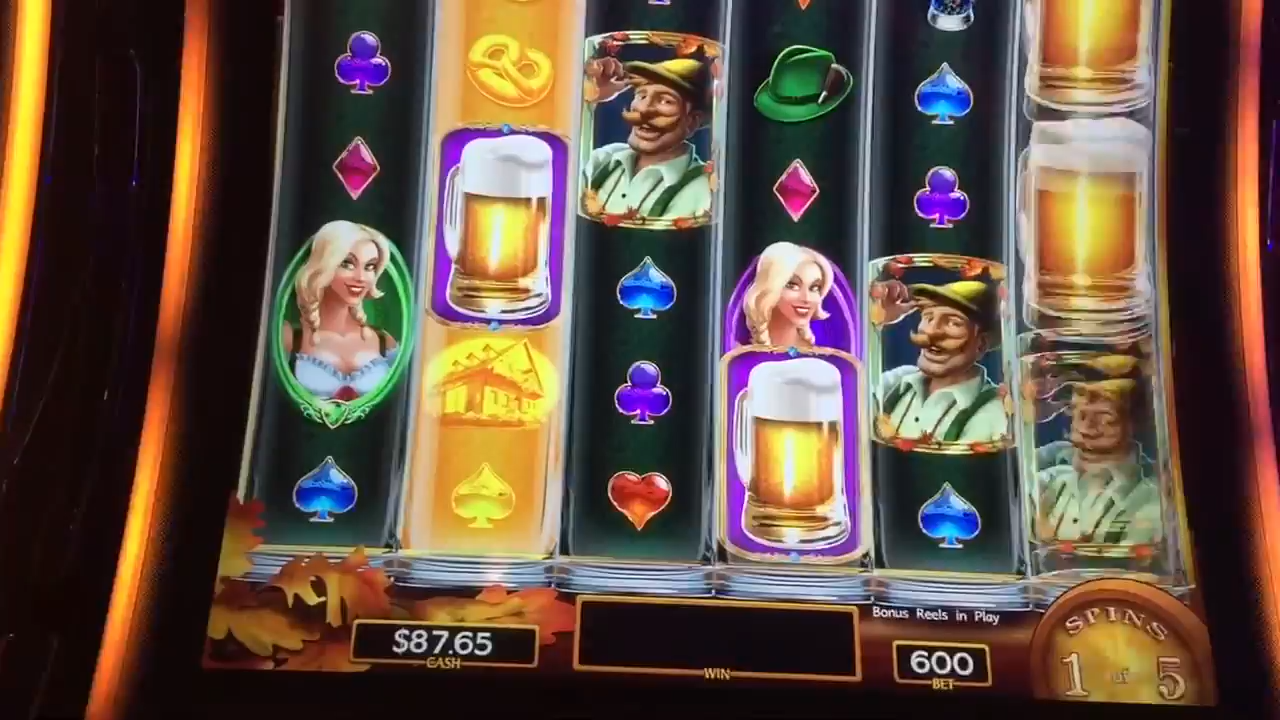 Bonus Reels in Play
SPINS
1 of 5
$87.65
CASH
WIN
600
BET